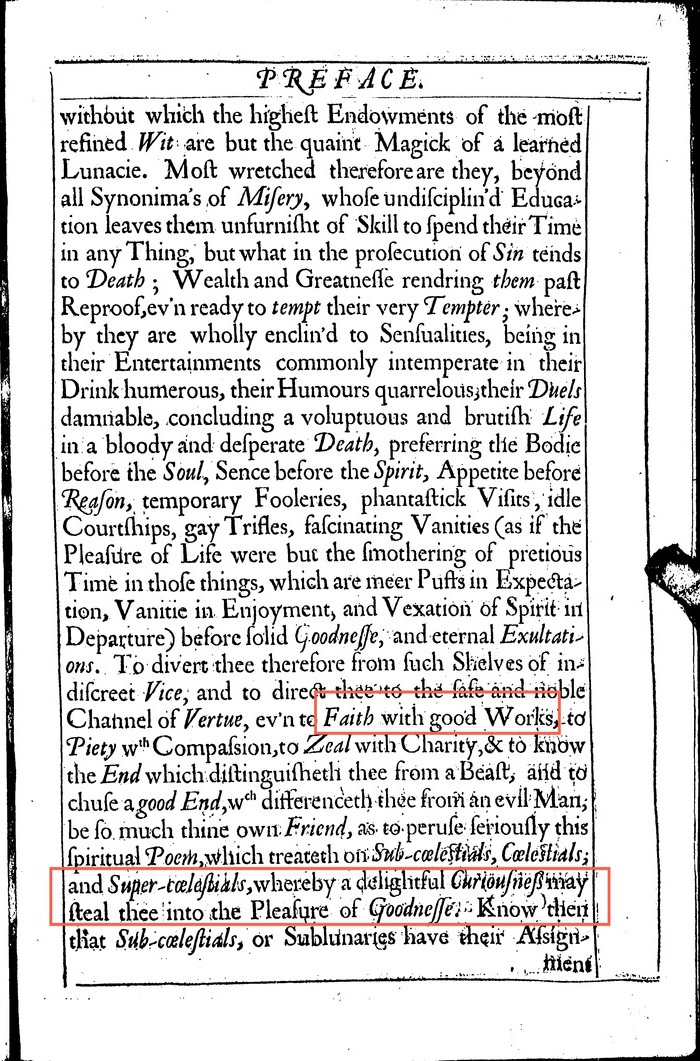 PREFACE.
without which the higheſt Endowments of the moſt
refined Wit are but the quaint Magick of a learned
Lunacie. Moſt wretched therefore are they, beyond
all Synonima's of Miſery, whoſe undiſciplin'd Educa-
tion leaves them unfurniſht of Skill to ſpend their Time
in any Thing, but what in the proſecution of Sin tends
to Death ; Wealth and Greatneſſe rendring them paſt
Reproof,ev'n ready to tempt their very Tempter; where-
by they are wholly enclin'd to Senſualities, being in
their Entertainments commonly intemperate in their
Drink humerous, their Humours quarrelous,their Duels
damnable, concluding a voluptuous and brutiſh Life
in a bloody and deſperate Death, preferring the Bodie
before the Soul, Sence before the Spirit, Appetite before
Reaſon, temporary Fooleries, phantaſtick Viſits, idle
Courtſhips, gay Trifles, faſcinating Vanities (as if the
Pleaſure of Life were but the ſmothering of pretious
Time in thoſe things, which are meer Puffs in Expecta-
tion, Vanitie in Enjoyment, and Vexation of Spirit in
Departure) before ſolid Goodneſſe, and eternal Exultati-
ons. To divert thee therefore from ſuch Shelves of in-
diſcreet Vice, and to direct thee to the ſafe and noble
Channel of Vertue, ev'n to Faith with good Works, to
Piety wth Compaſsion,to Zeal with Charity,& to know
the End which diſtinguiſheth thee from a Beaſt, and to
chuſe a good End,wch differenceth thee from an evil Man;
be ſo much thine own Friend, as to peruſe ſeriouſly this
ſpiritual Poem,which treateth on Sub-cœleſtials, Cœleſtials;
and Super-cœleſtials,whereby a delightful Curiouſneſs may
ſteal thee into the Pleaſure of Goodneſſe. Know then
that Sub-cœleſtials, or Sublunaries have their Aſsign-
ment